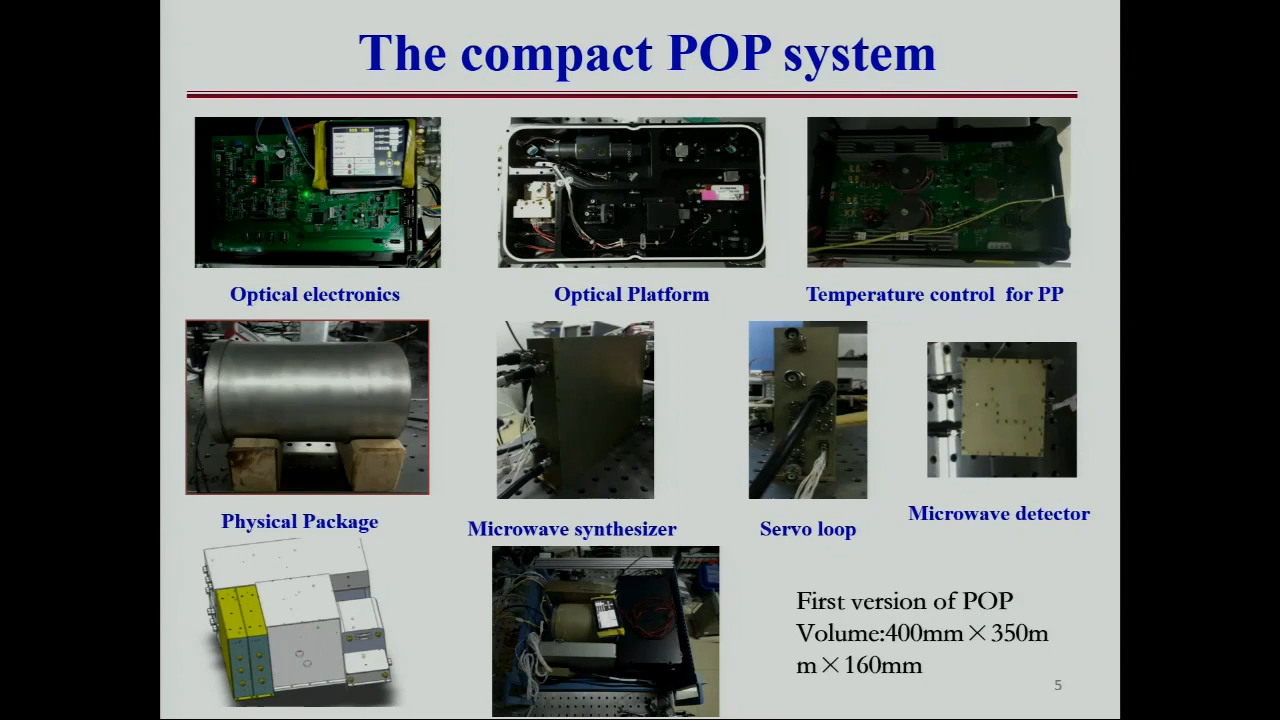 The compact POP system
Optical electronics
Optical Platform
Temperature control for PP
Physical Package
Microwave synthesizer
Servo loop
Microwave detector
First version of POP
Volume:400mm×350m
m×160mm
5